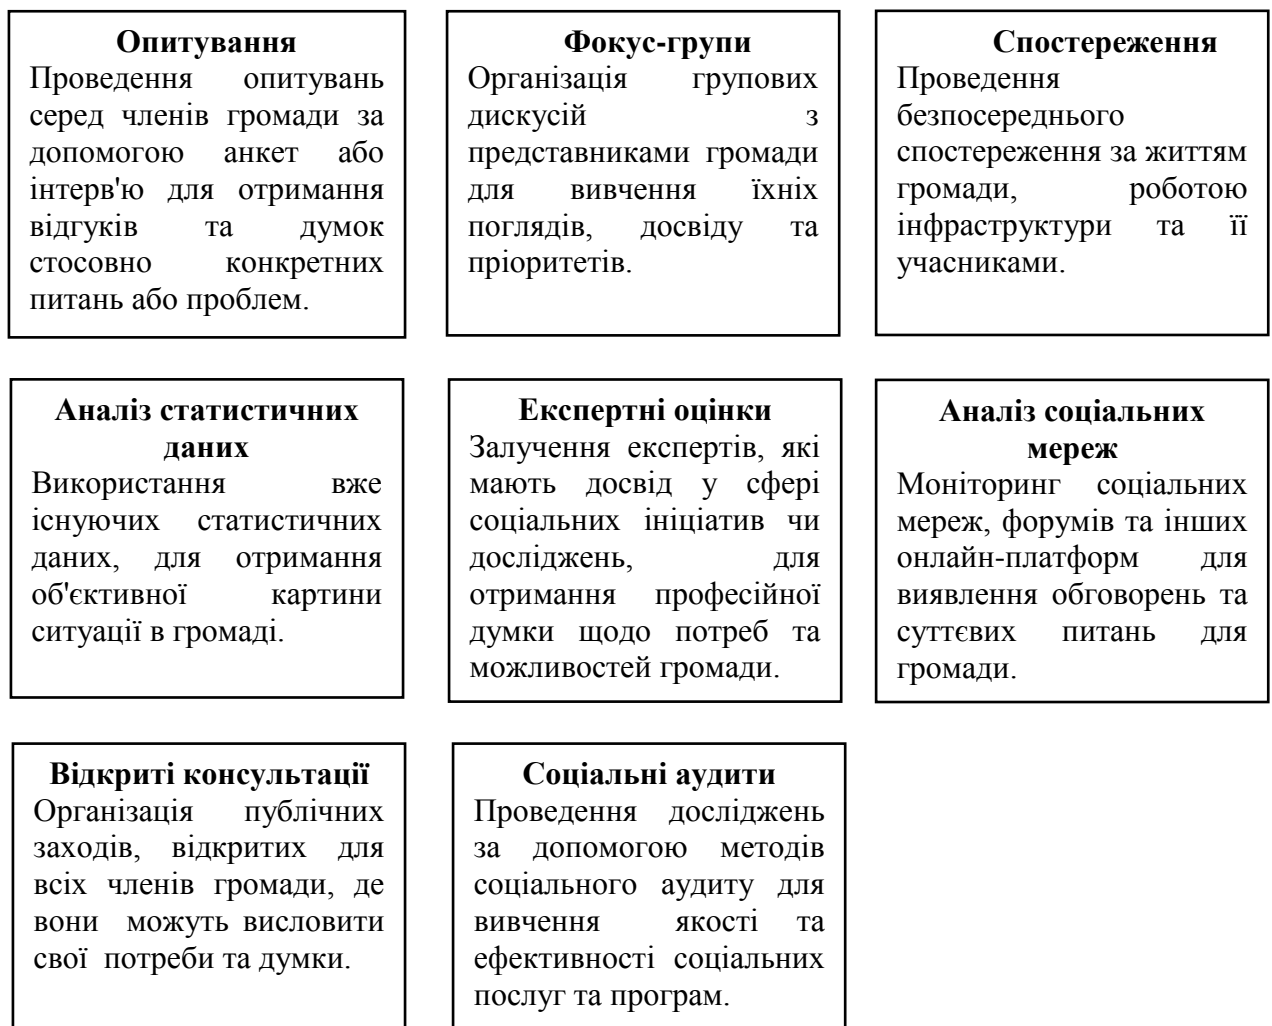 Опитування
Проведення опитувань
серед членів громади за
допомогою анкет або
інтерв'ю для отримання
відгуків та думок
стосовно конкретних
питань або проблем.
Фокус-групи
Організація групових
дискусій з
представниками громади
для вивчення їхніх
поглядів, досвіду та
пріоритетів.
Спостереження
Проведення
безпосереднього
спостереження за життям
громади, роботою
інфраструктури та її
учасниками.
Аналіз статистичних
даних
Використання вже
існуючих статистичних
даних, для отримання
об'єктивної картини
ситуації в громаді.
Експертні оцінки
Залучення експертів, які
мають досвід у сфері
соціальних ініціатив чи
досліджень, для
отримання професійної
думки щодо потреб та
можливостей громади.
Аналіз соціальних
мереж
Моніторинг соціальних
мереж, форумів та інших
онлайн-платформ для
виявлення обговорень та
суттєвих питань для
громади.
Відкриті консультації
Організація публічних
заходів, відкритих для
всіх членів громади, де
вони можуть висловити
свої потреби та думки.
Соціальні аудити
Проведення досліджень
за допомогою методів
соціального аудиту для
вивчення якості та
ефективності соціальних
послуг та програм.